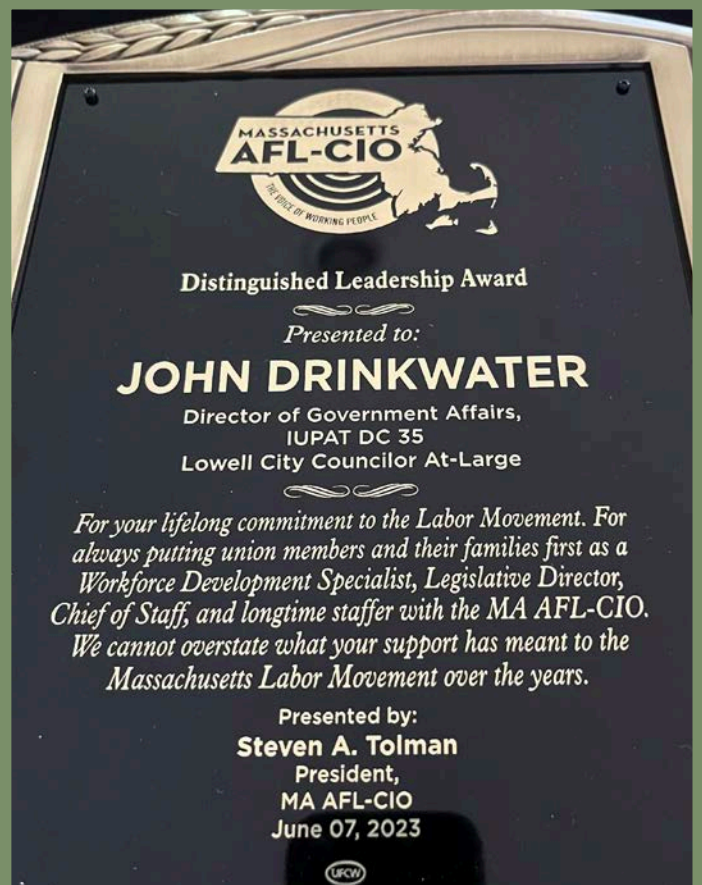 MASSACHUSETTS
AFL-CIO
THE VOICE OF WORKING PEOPLE
Distinguished Leadership Award
Presented to:
JOHN DRINKWATER
Director of Government Affairs,
IUPAT DC 35
Lowell City Councilor At-Large
For your lifelong commitment to the Labor Movement. For
always putting union members and their families first as a
Workforce Development Specialist, Legislative Director,
Chief of Staff, and longtime staffer with the MA AFL-CIO.
We cannot overstate what your support has meant to the
Massachusetts Labor Movement over the years.
Presented by:
Steven A. Tolman
President,
MA AFL-CIO
June 07, 2023
UFCW